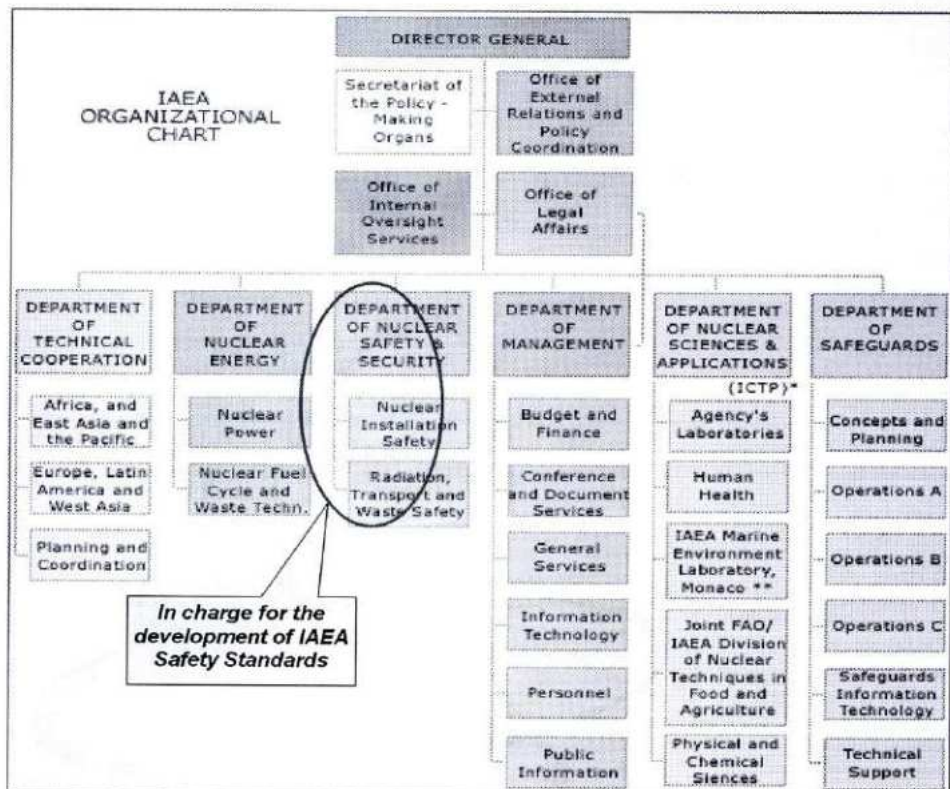 DIRECTOR GENERAL
IAEA
ORGANIZATIONAL
CHART
Secretariat of
the Policy -
Making
Organs
Office of
External
Relations and
Policy
Coordination
Office of
Internal
Oversight
Services
Office of
Legal
Affairs
DEPARTMENT
OF
TECHNICAL
COOPERATION
Africa, and
East Asia and
the Pacific
Europe, Latin
America and
West Asia
Planning and
Coordination
DEPARTMENT
OF
NUCLEAR
ENERGY
Nuclear
Power
Nuclear Fuel
Cycle and
Waste Techn.
DEPARTMENT
OF NUCLEAR
SAFETY &
SECURITY
Nuclear
Installation
Safety
Radiation,
Transport and
Waste Safety
In charge for the
development of IAEA
Safety Standards
DEPARTMENT
OF
MANAGEMENT
Budget and
Finance
Conference
and Document
Services
General
Services
Information
Technology
Personnel
Public
Information
DEPARTMENT
OF NUCLEAR
SCIENCES &
APPLICATIONS
(ICTP)*
Agency's
Laboratories
Human
Health
IAEA Marine
Environment
Laboratory,
Monaco **
Joint FAO/
IAEA Division
of Nuclear
Techniques in
Food and
Agriculture
Physical and
Chemical
Siences
DEPARTMENT
OF
SAFEGUARDS
Concepts and
Planning
Operations A
Operations B
Operations C
Safeguards
Information
Technology
Technical
Support